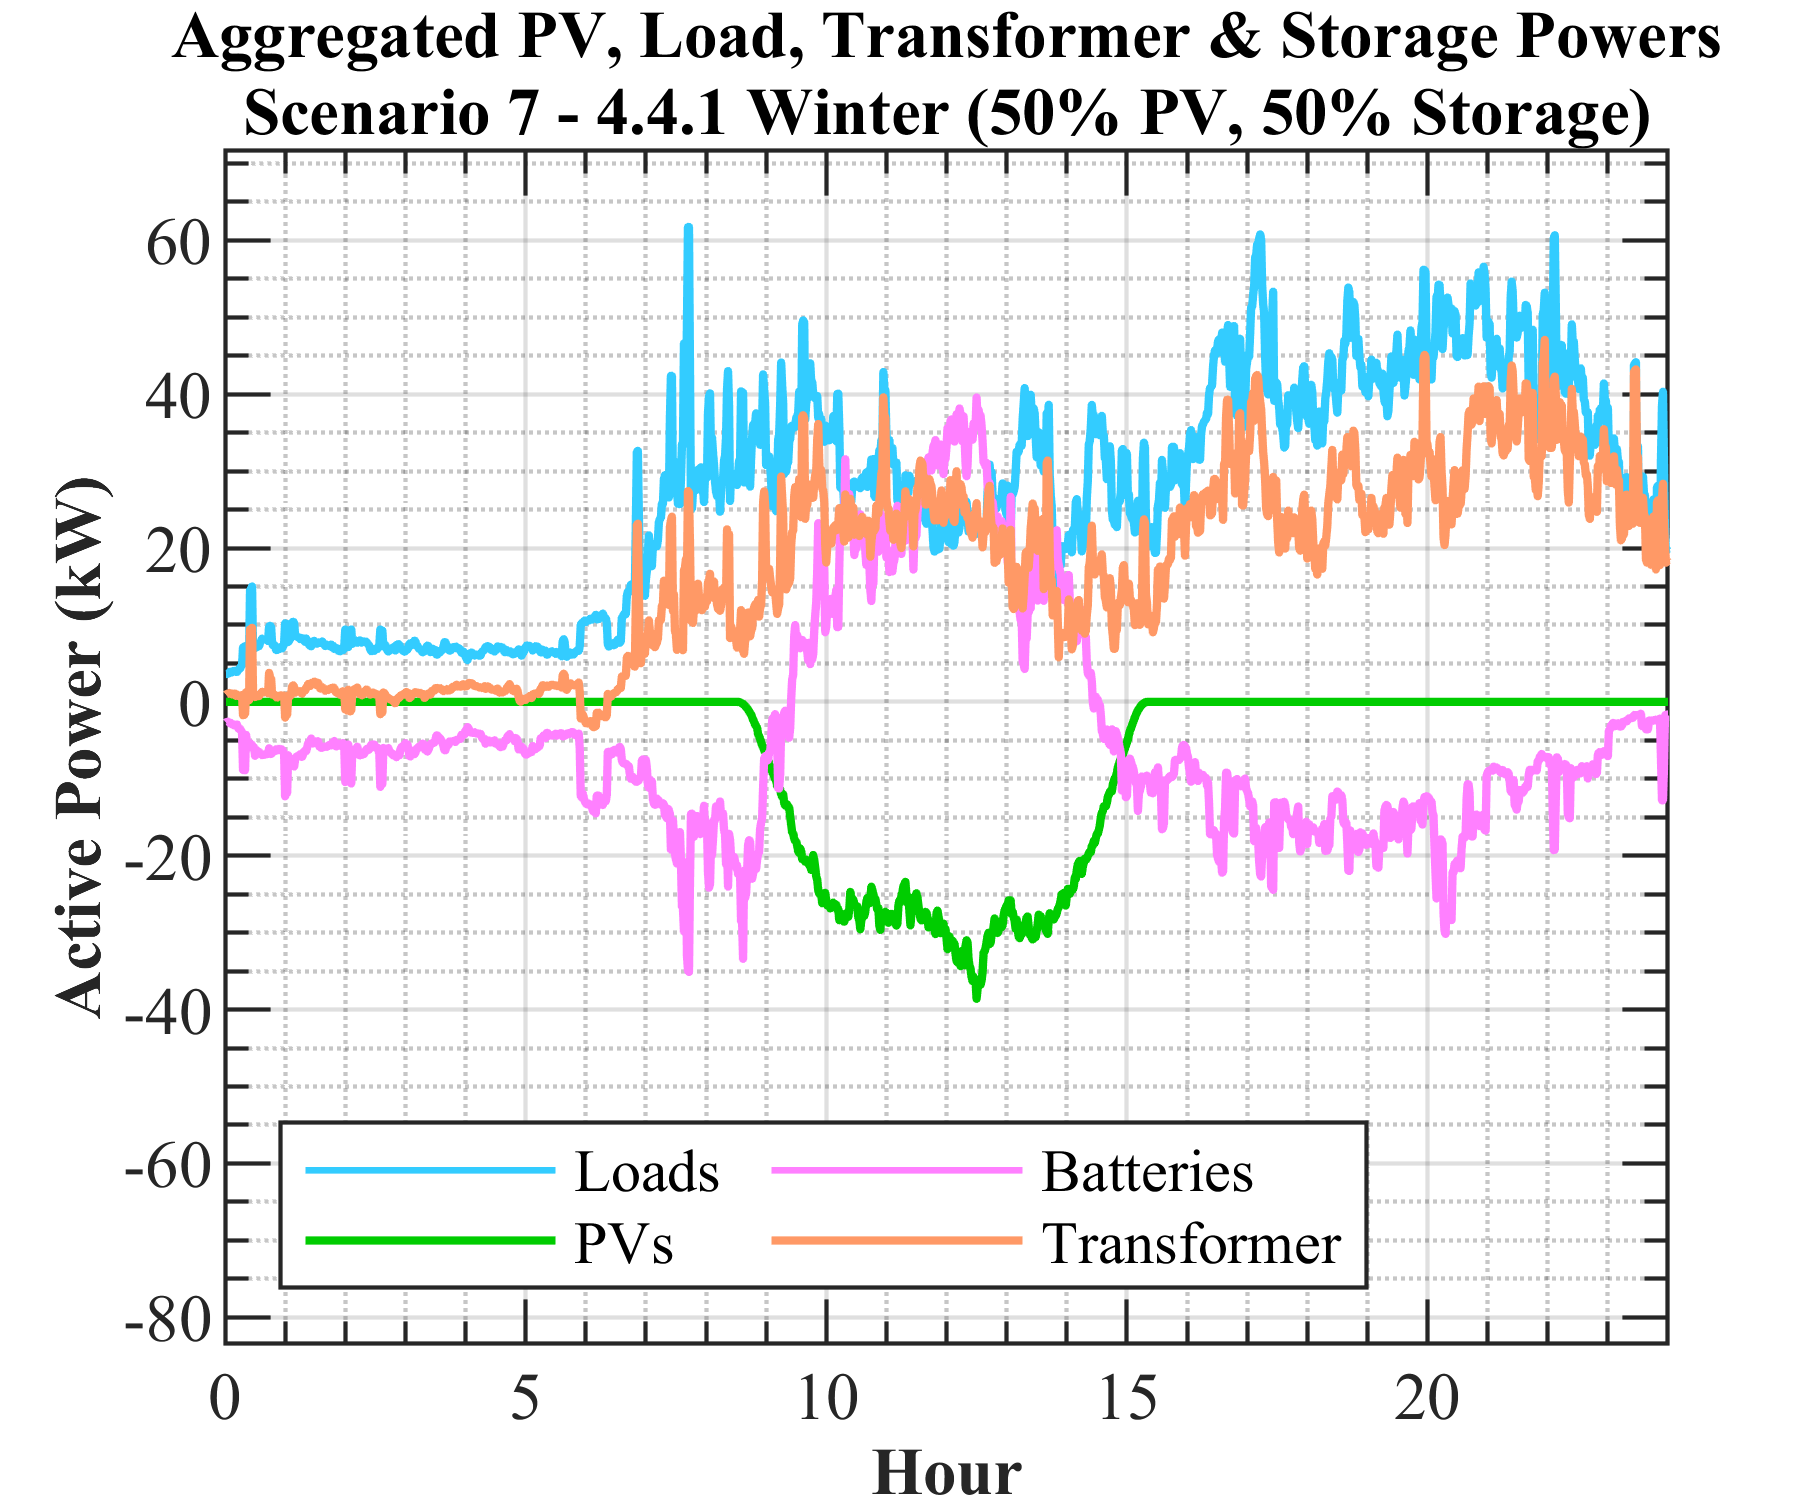 Aggregated PV, Load, Transformer & Storage Powers
Scenario 7 - 4.4.1 Winter (50% PV, 50% Storage)
Active Power (kW)
60
40
20
0
-20
-40
-60
-80
Loads
Batteries
PVs
Transformer
0 5 10 15 20
Hour